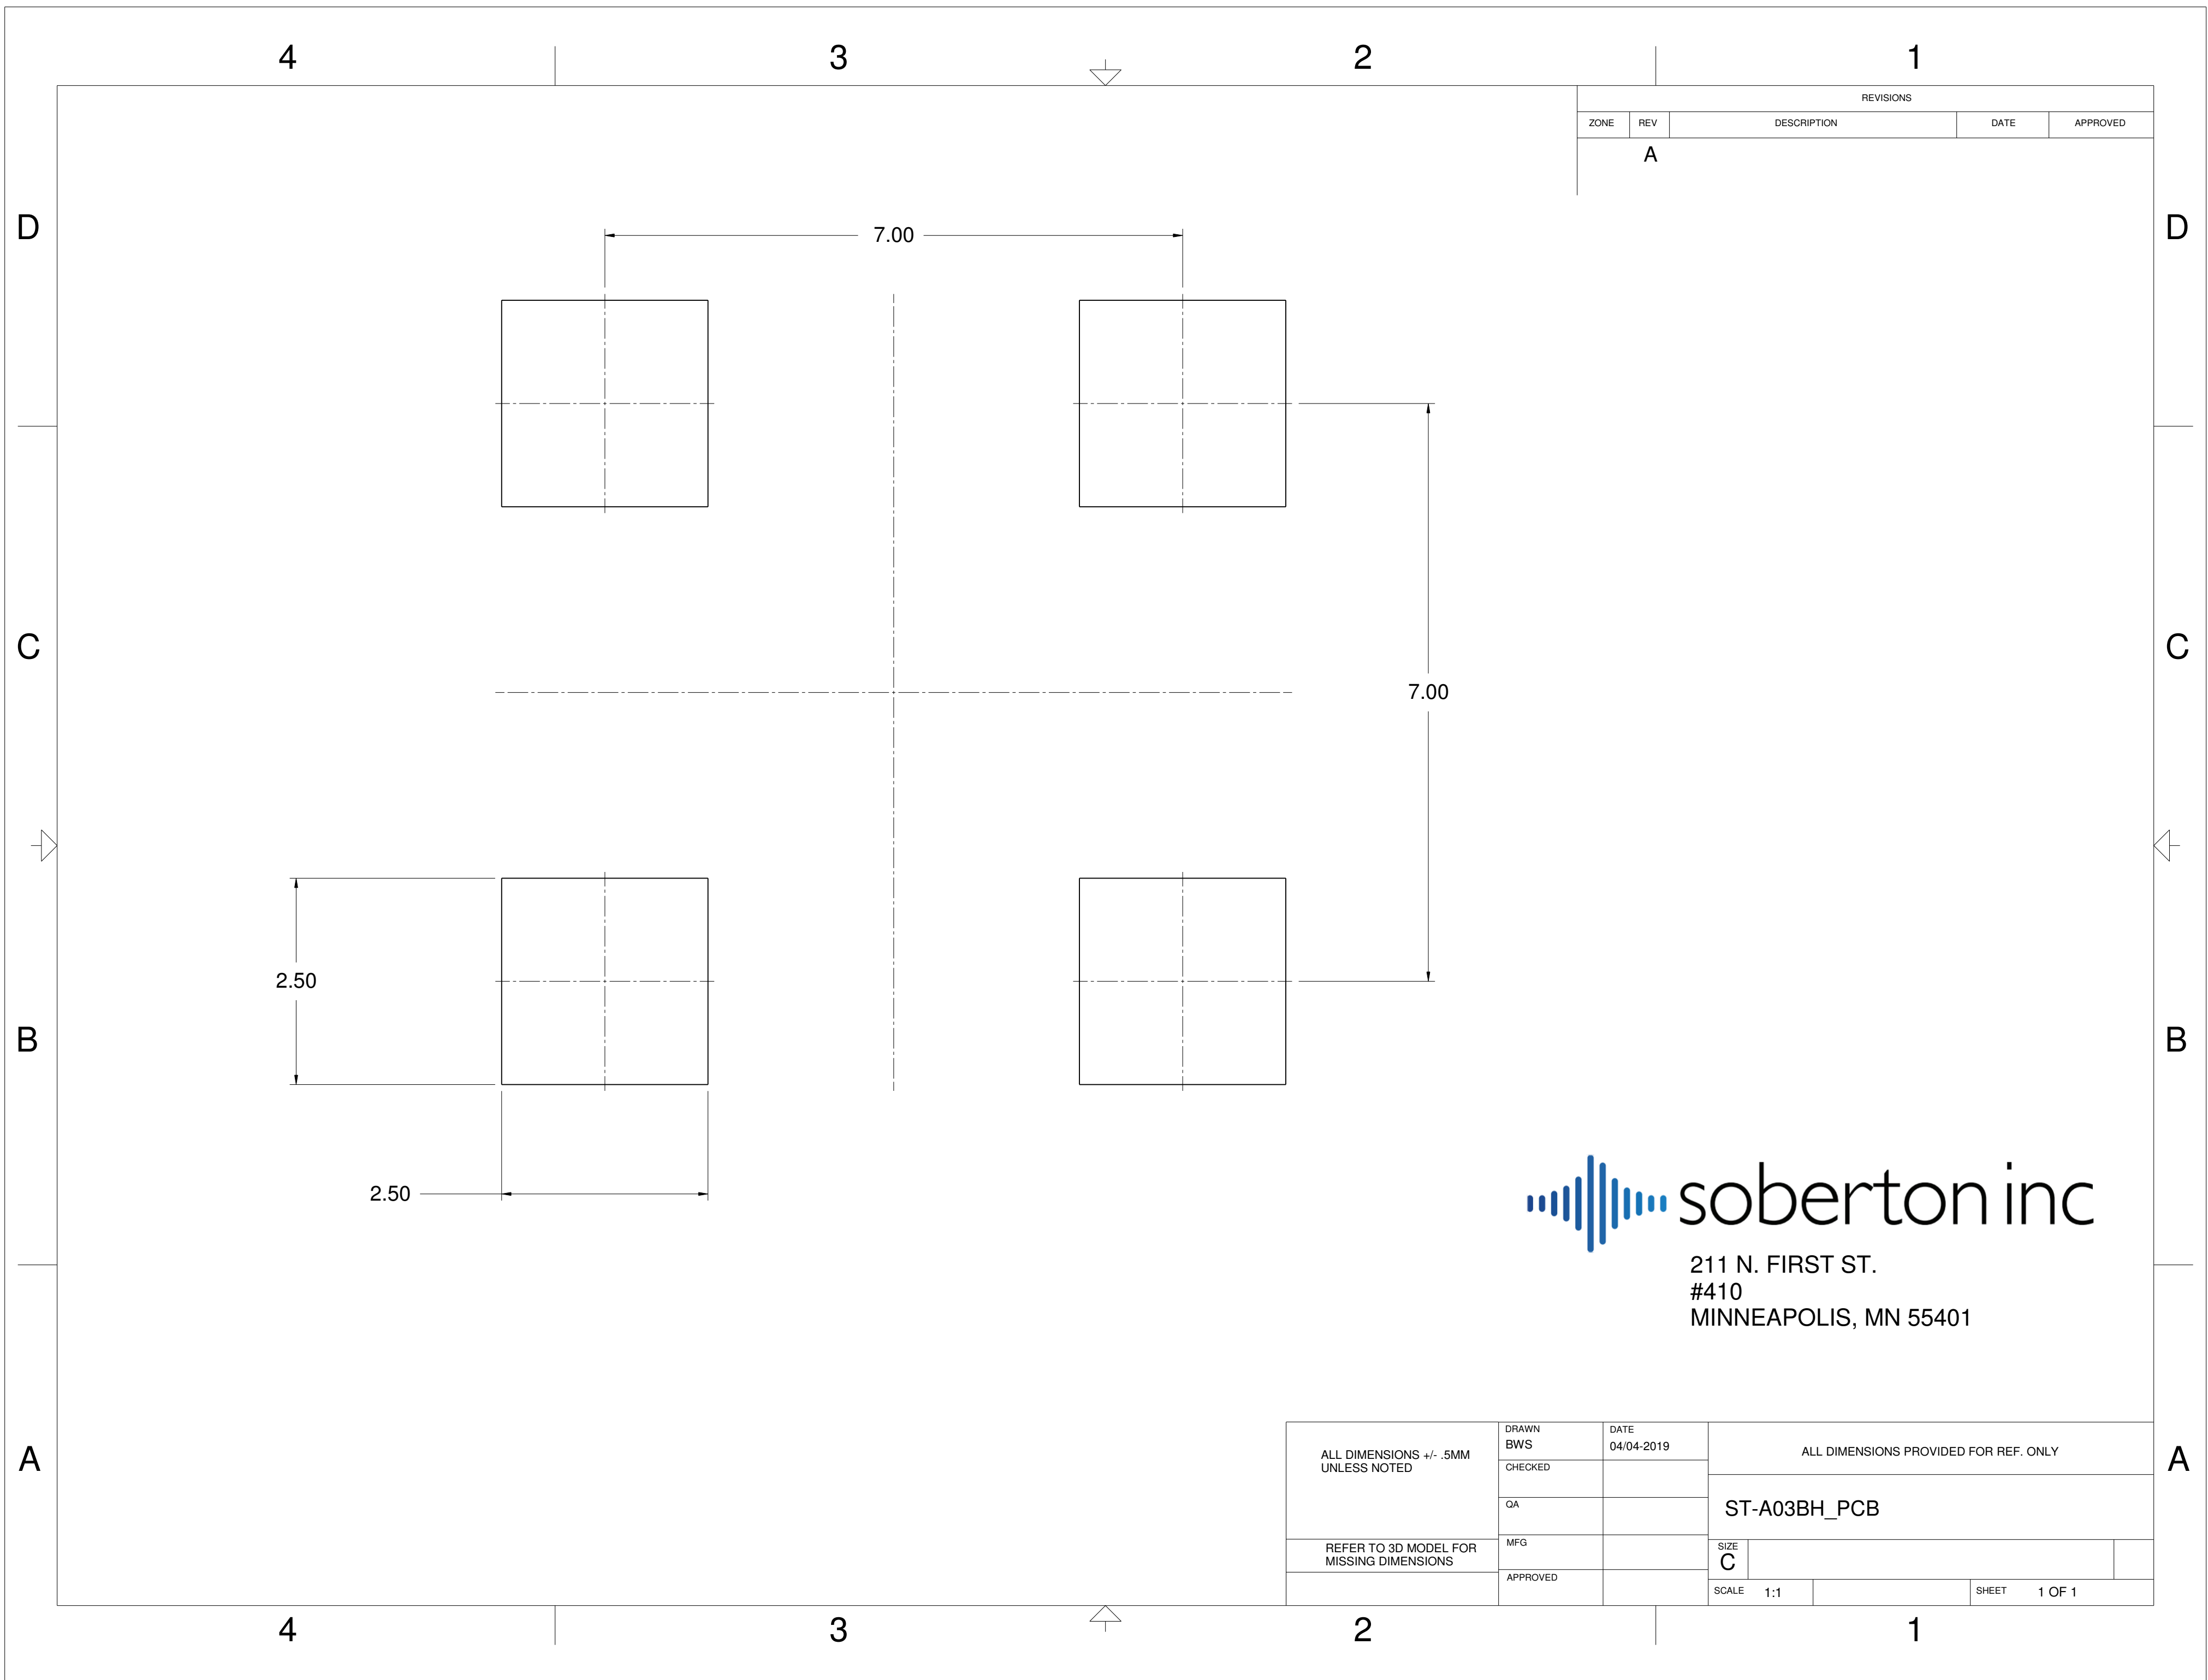 4 3 2 1
REVISIONS
ZONE REV DESCRIPTION DATE APPROVED
A
D D
7.00
C C
7.00
2.50
B B
2.50
soberton inc
211 N. FIRST ST.
#410
MINNEAPOLIS, MN 55401
A A
ALL DIMENSIONS +/- .5MM
UNLESS NOTED
REFER TO 3D MODEL FOR
MISSING DIMENSIONS
DRAWN DATE
BWS 04/04-2019
CHECKED
QA
MFG
APPROVED
ALL DIMENSIONS PROVIDED FOR REF. ONLY
ST-A03BH_PCB
SIZE
C
SCALE 1:1 SHEET 1 OF 1
4 3 2 1